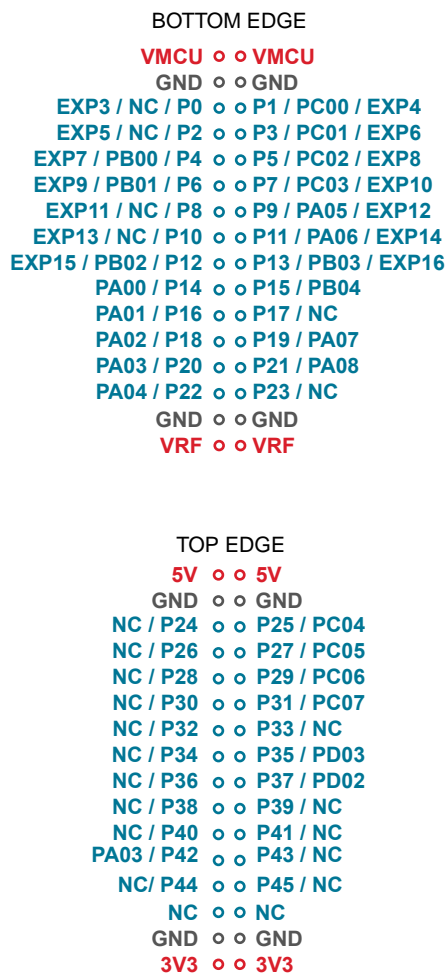 BOTTOM EDGE
VMCU VMCU
GND GND
EXP3 / NC / P0 P1 / PC00 / EXP4
EXP5 / NC / P2 P3 / PC01 / EXP6
EXP7 / PB00 / P4 P5 / PC02 / EXP8
EXP9 / PB01 / P6 P7 / PC03 / EXP10
EXP11 / NC / P8 P9 / PA05 / EXP12
EXP13 / NC / P10 P11 / PA06 / EXP14
EXP15 / PB02 / P12 P13 / PB03 / EXP16
PA00 / P14 P15 / PB04
PA01 / P16 P17 / NC
PA02 / P18 P19 / PA07
PA03 / P20 P21 / PA08
PA04 / P22 P23 / NC
GND GND
VRF VRF
TOP EDGE
5V 5V
GND GND
NC / P24 P25 / PC04
NC / P26 P27 / PC05
NC / P28 P29 / PC06
NC / P30 P31 / PC07
NC / P32 P33 / NC
NC / P34 P35 / PD03
NC / P36 P37 / PD02
NC / P38 P39 / NC
NC / P40 P41 / NC
PA03 / P42 P43 / NC
NC/ P44 P45 / NC
NC NC
GND GND
3V3 3V3